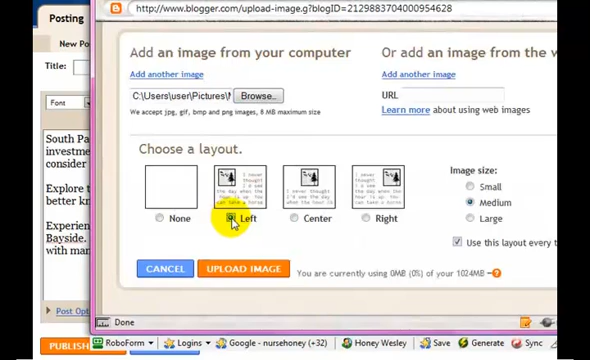 http://www.blogger.com/upload-image.g?blogID=2129883704000954628
Posting
New Po
Title:
Font
South Pa
investme
consider
Explore t
better kn
Experien
Bayside.
with man
Post Opt
PUBLIS
Add an image from your computer
Add another image
C:\Users\user\Pictures\
Browse..
We accept jpg, gif, bmp and png images, 8 MB maximum size
Or add an image from the w
Add another image
URL
Learn more about using web images
Choose a layout.
None
Left
Center
Right
Image size:
Small
Medium
Large
Use this layout every t
CANCEL
UPLOAD IMAGE
You are currently using 0MB (0%) of your 1024MB
Done
RoboForm
Logins
Google - nursehoney (+32)
Honey Wesley
Save
Generate
Sync